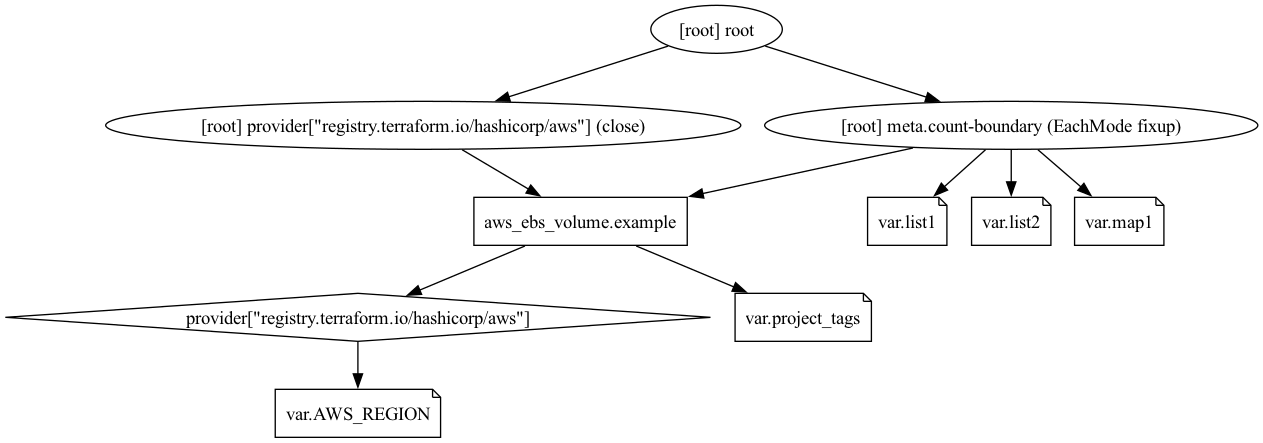 [root] root
[root] provider["registry.terraform.io/hashicorp/aws"] (close)
[root] meta.count-boundary (EachMode fixup)
aws_ebs_volume.example
var.list1
var.list2
var.map1
provider["registry.terraform.io/hashicorp/aws"]
var.project_tags
var.AWS_REGION